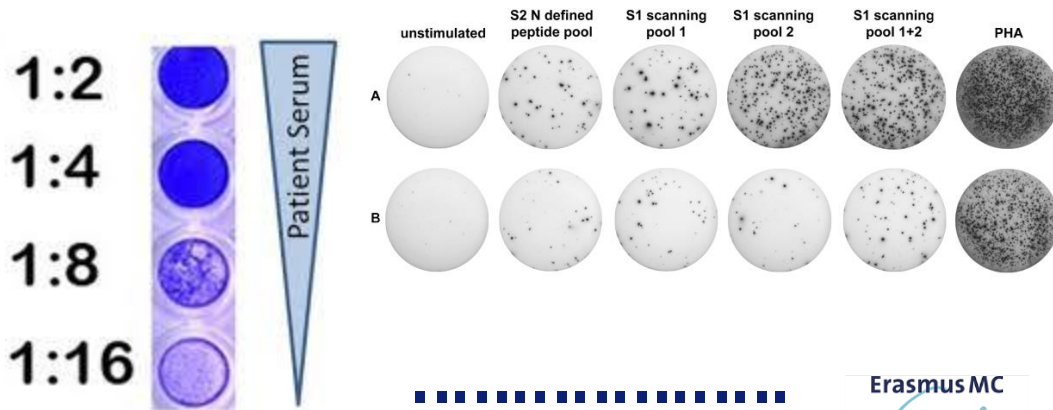 1:2
1:4
1:8
1:16
Patient Serum
unstimulated
S2 N defined
peptide pool
S1 scanning
pool 1
S1 scanning
pool 2
S1 scanning
pool 1+2
PHA
A
B
Erasmus MC